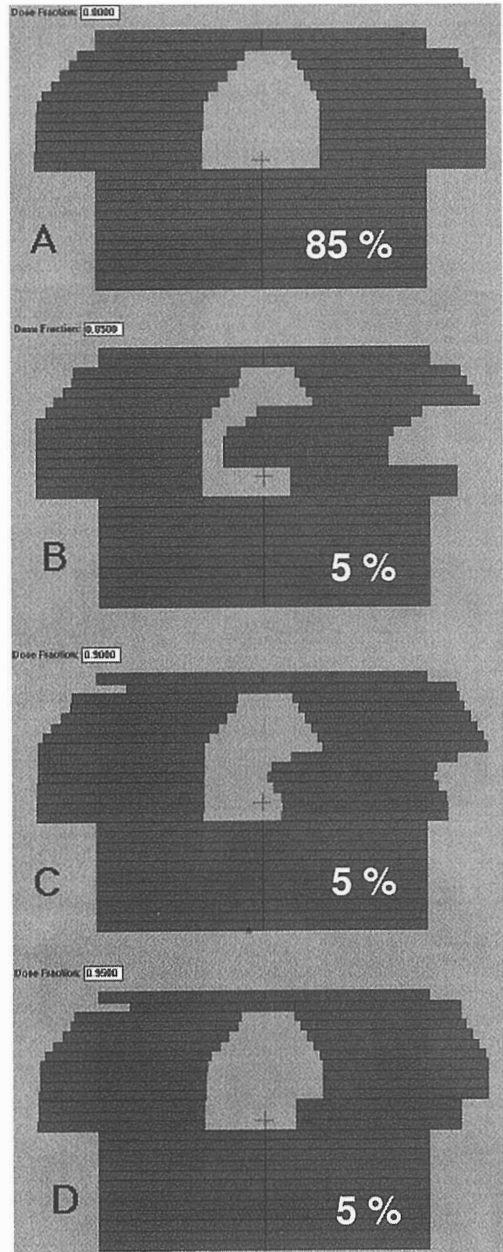 Dose Fraction: 0.0000
A
85 %
Dose Fraction: 0.8500
B
5 %
Dose Fraction: 0.9000
C
5 %
Dose Fraction: 0.9500
D
5 %